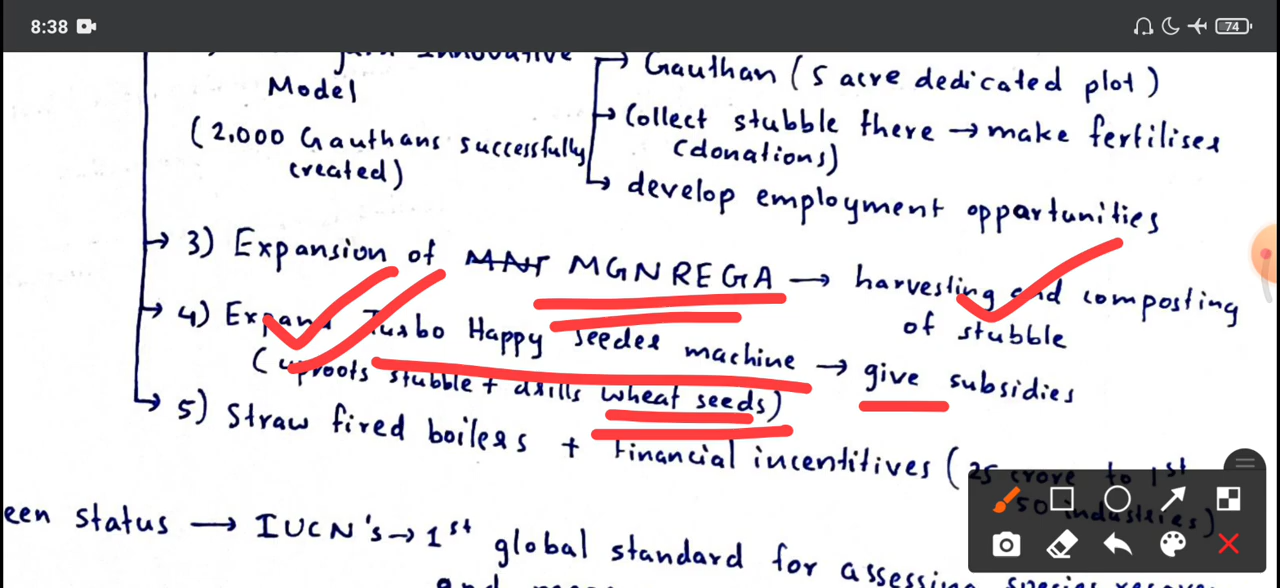 8:38
74
Innovative
Model
(2,000 Gauthans successfully
created)
→ Gauthan (5 acre dedicated plot)
→ Collect stubble there → make fertilises
(donations)
→ develop employment oppartunities
→ 3) Expansion of MGNREGA → harvesting and composting
of stubble
→ 4) Expand Turbo Happy seeder machine → give subsidies
(uproots stubble + drills wheat seeds)
→ 5) Straw fired boilers + financial incentitives (25 crore to 1st
50 industries)
een status → IUCN's → 1st global standard for assessing species
and